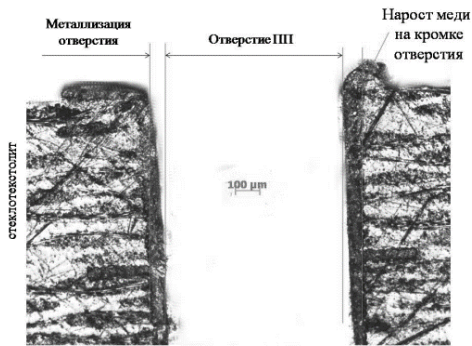 Металлизация
отверстия
Отверстие ПП
Нарост меди
на кромке
отверстия
стеклотекстолит
100 µm